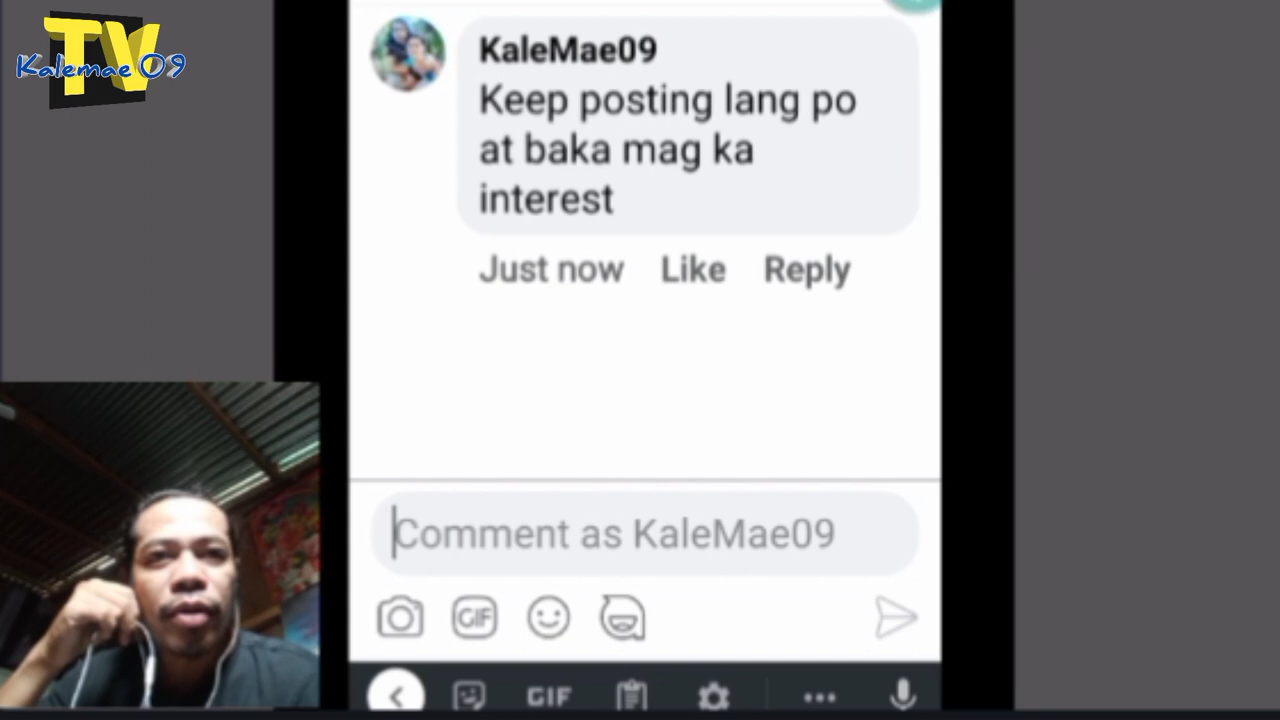 TV
Kalemae 09
KaleMae09
Keep posting lang po
at baka mag ka
interest
Just now Like Reply
Comment as KaleMae09
GIF
GIF